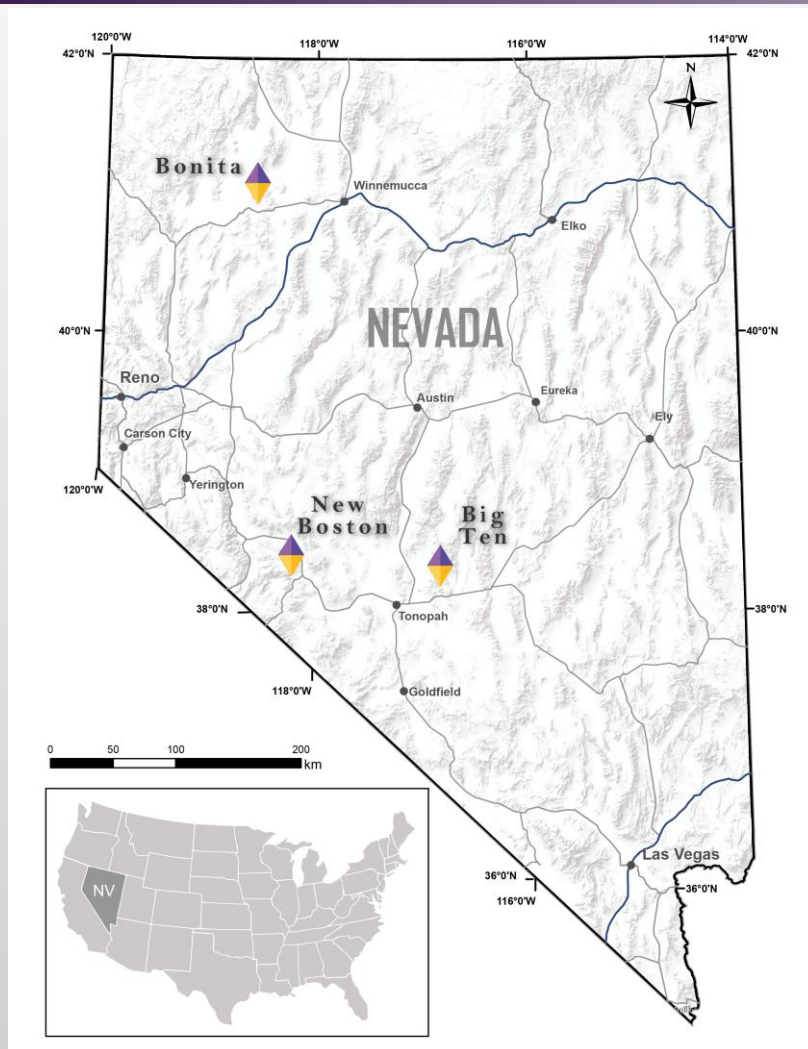 120°0'W
118°0'W
116°0'W
114°0'W
42°0'N
42°0'N
N
Bonita
Winnemucca
Elko
40°0'N
NEVADA
40°0'N
Reno
Austin
Eureka
Ely
Carson City
120°0'W
Yerington
New
Boston
Big
Ten
38°0'N
Tonopah
38°0'N
118°0'W
Goldfield
0 50 100 200
km
Las Vegas
36°0'N
116°0'W
36°0'N
NV